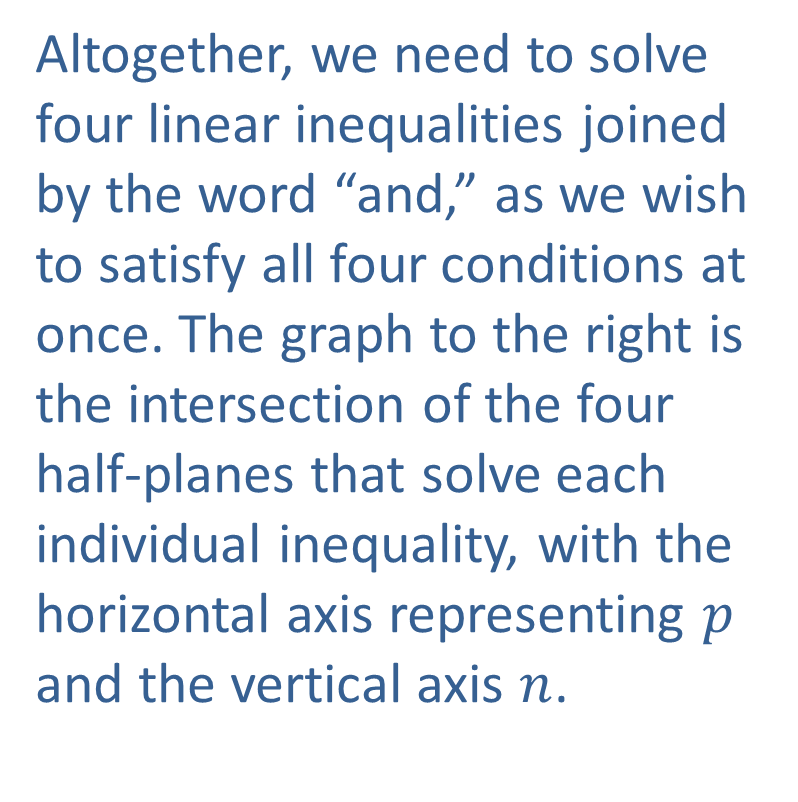 Altogether, we need to solve
four linear inequalities joined
by the word “and,” as we wish
to satisfy all four conditions at
once. The graph to the right is
the intersection of the four
half-planes that solve each
individual inequality, with the
horizontal axis representing p
and the vertical axis n.